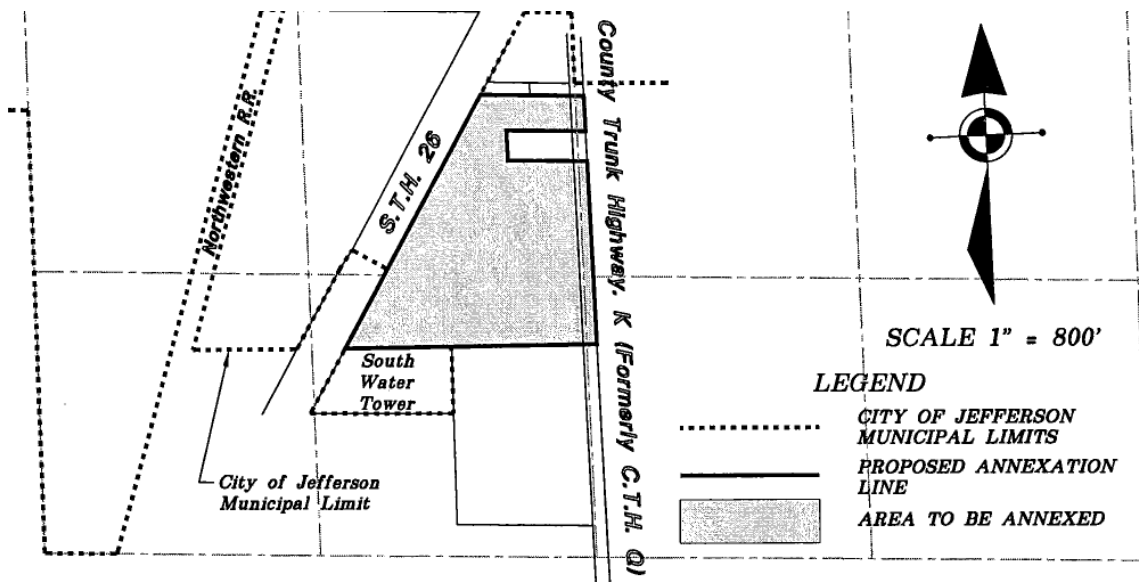 Northwestern R.R.
S.T.H. 26
County Trunk Highway. K (Formerly C.T.H. Q)
South
Water
Tower
City of Jefferson
Municipal Limit
SCALE 1" = 800'
LEGEND
CITY OF JEFFERSON
MUNICIPAL LIMITS
PROPOSED ANNEXATION
LINE
AREA TO BE ANNEXED